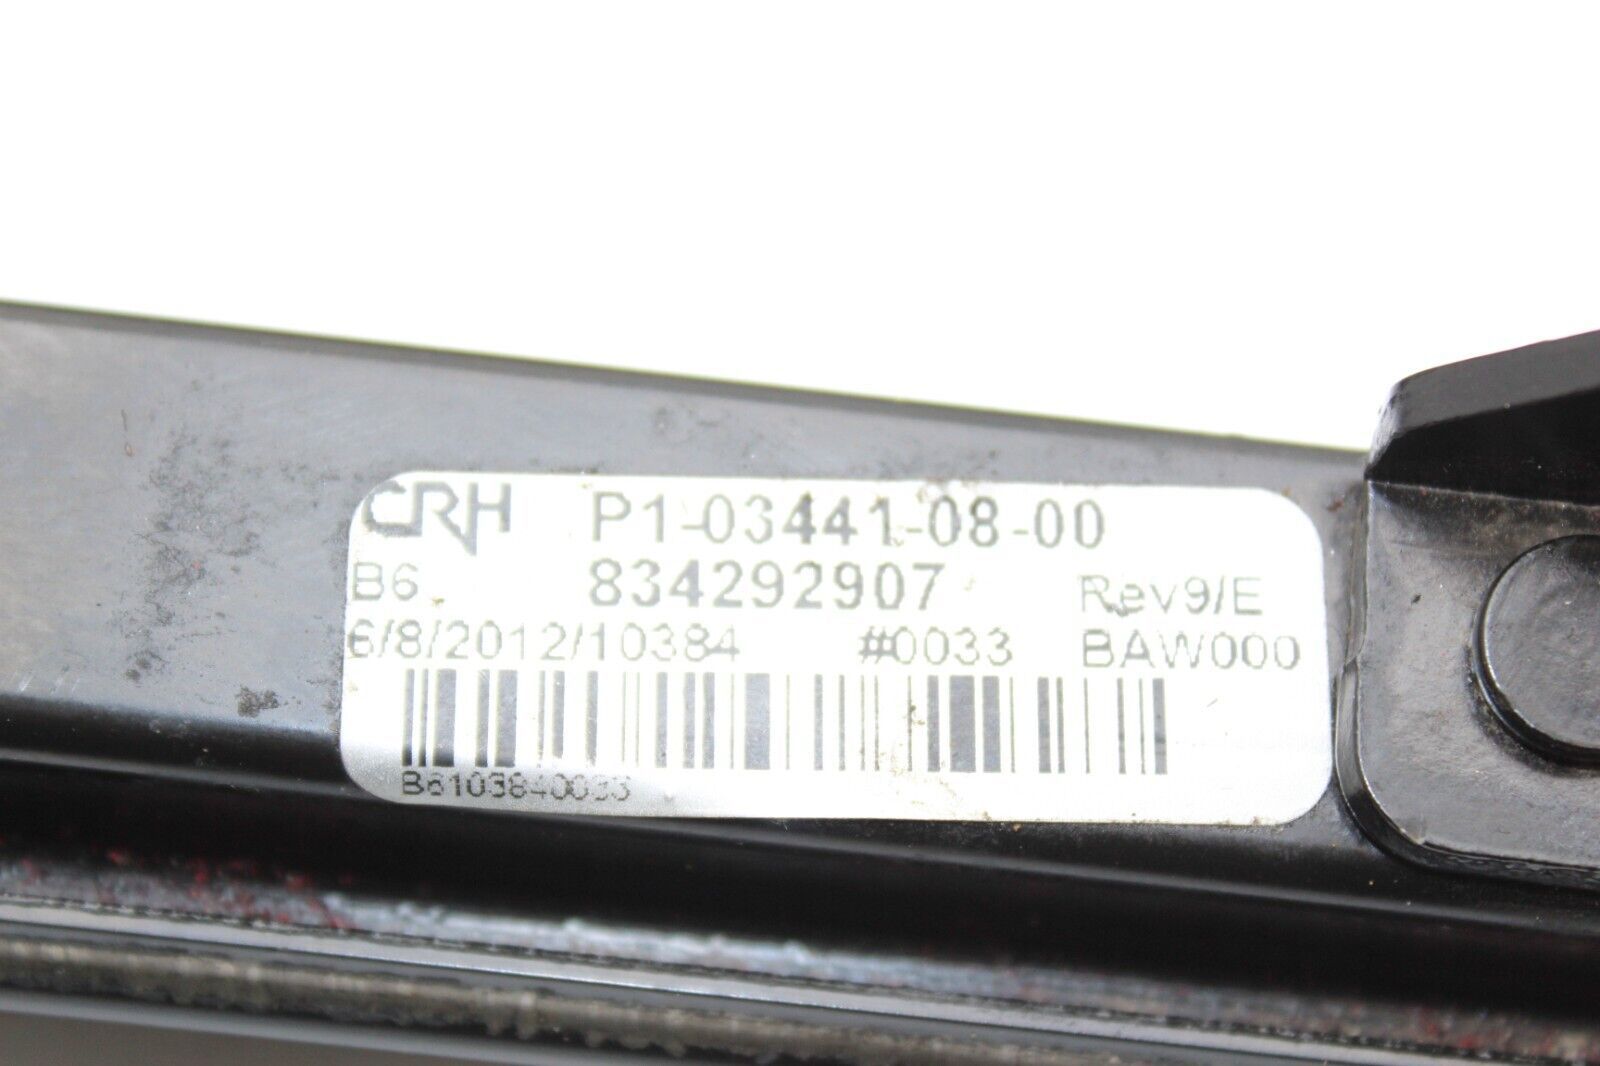 CRH P1-03441-08-00
B6 834292907 Rev9/E
6/8/2012/10384 #0033 BAW000
B6103840033